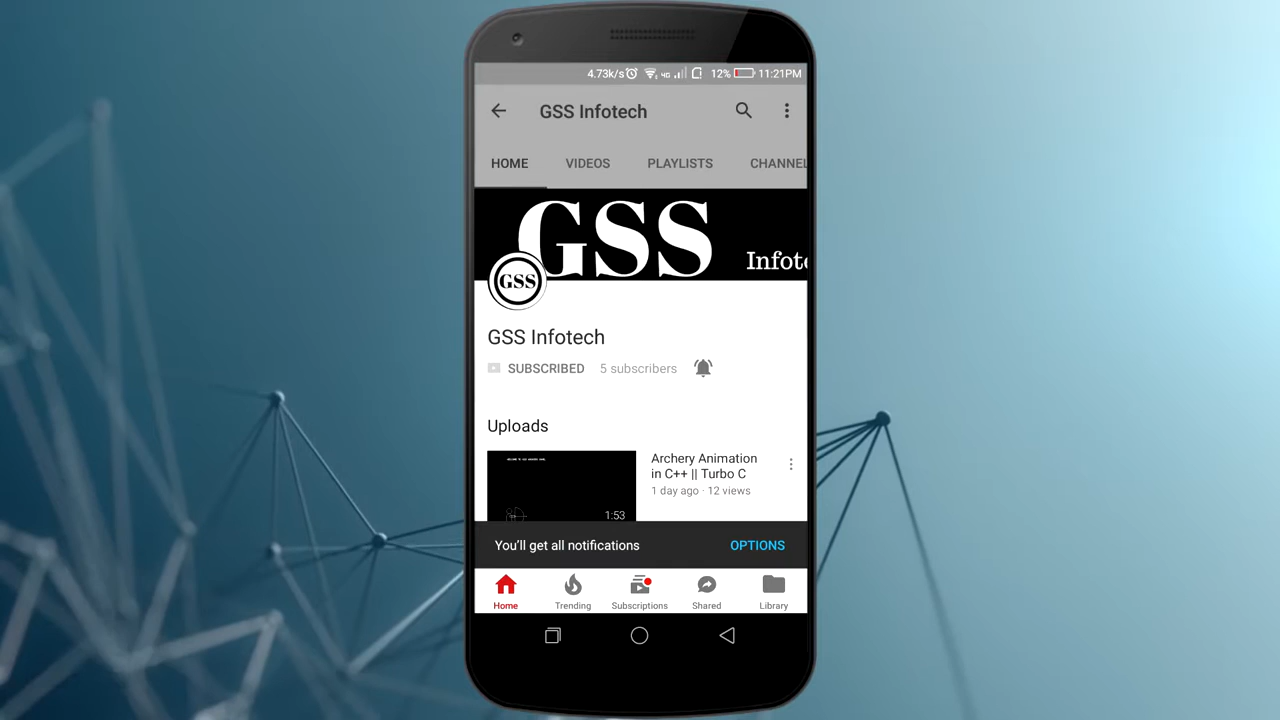 4.73k/s 4G 12% 11:21PM
GSS Infotech
HOME VIDEOS PLAYLISTS CHANNEL
GSS
Infote
GSS
GSS Infotech
SUBSCRIBED 5 subscribers
Uploads
Archery Animation
in C++ || Turbo C
1 day ago · 12 views
1:53
You'll get all notifications OPTIONS
Home Trending Subscriptions Shared Library